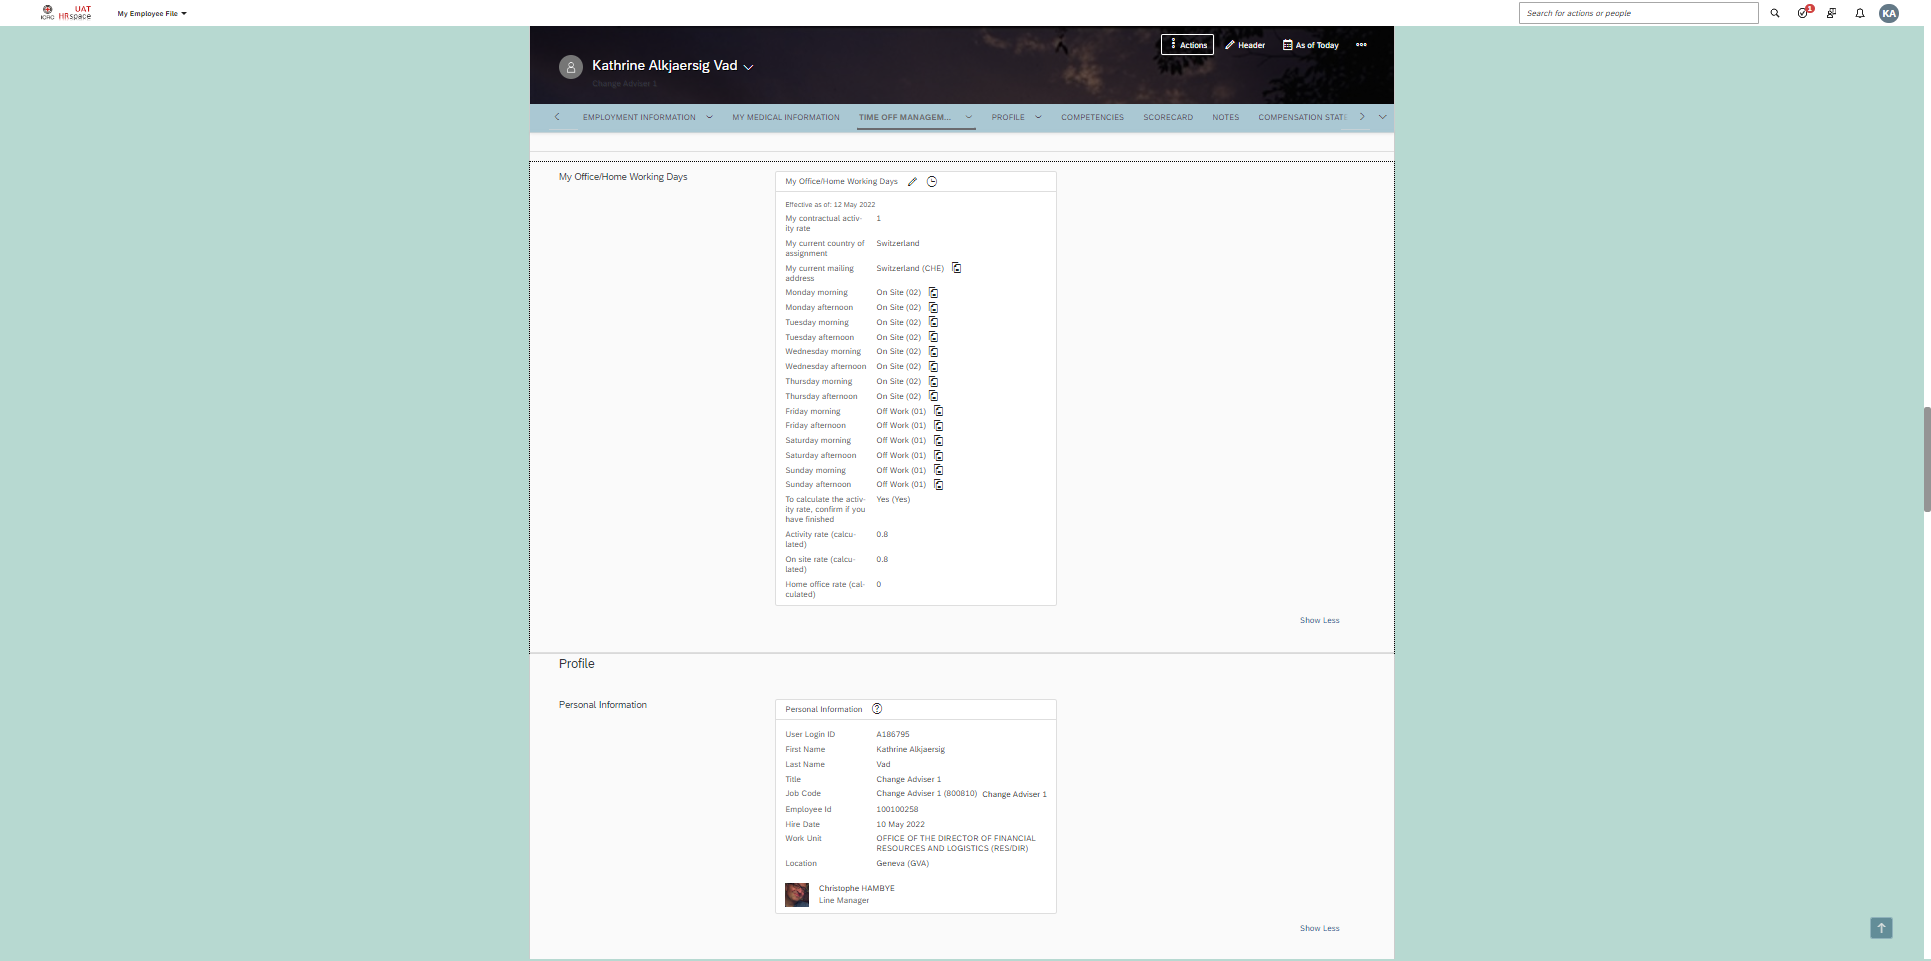 ICRC
UAT
HRspace
My Employee File
Search for actions or people
1
KA
Actions
Header
As of Today
Kathrine Alkjaersig Vad
Change Adviser 1
EMPLOYMENT INFORMATION
MY MEDICAL INFORMATION
TIME OFF MANAGEM...
PROFILE
COMPETENCIES
SCORECARD
NOTES
COMPENSATION STATE
My Office/Home Working Days
My Office/Home Working Days
Effective as of: 12 May 2022
My contractual activ- 1
ity rate
My current country of Switzerland
assignment
My current mailing Switzerland (CHE)
address
Monday morning On Site (02)
Monday afternoon On Site (02)
Tuesday morning On Site (02)
Tuesday afternoon On Site (02)
Wednesday morning On Site (02)
Wednesday afternoon On Site (02)
Thursday morning On Site (02)
Thursday afternoon On Site (02)
Friday morning Off Work (01)
Friday afternoon Off Work (01)
Saturday morning Off Work (01)
Saturday afternoon Off Work (01)
Sunday morning Off Work (01)
Sunday afternoon Off Work (01)
To calculate the activ- Yes (Yes)
ity rate, confirm if you
have finished
Activity rate (calcu- 0.8
lated)
On site rate (calcu- 0.8
lated)
Home office rate (cal- 0
culated)
Show Less
Profile
Personal Information
Personal Information
User Login ID A186795
First Name Kathrine Alkjaersig
Last Name Vad
Title Change Adviser 1
Job Code Change Adviser 1 (800810) Change Adviser 1
Employee Id 100100258
Hire Date 10 May 2022
Work Unit OFFICE OF THE DIRECTOR OF FINANCIAL
RESOURCES AND LOGISTICS (RES/DIR)
Location Geneva (GVA)
Christophe HAMBYE
Line Manager
Show Less